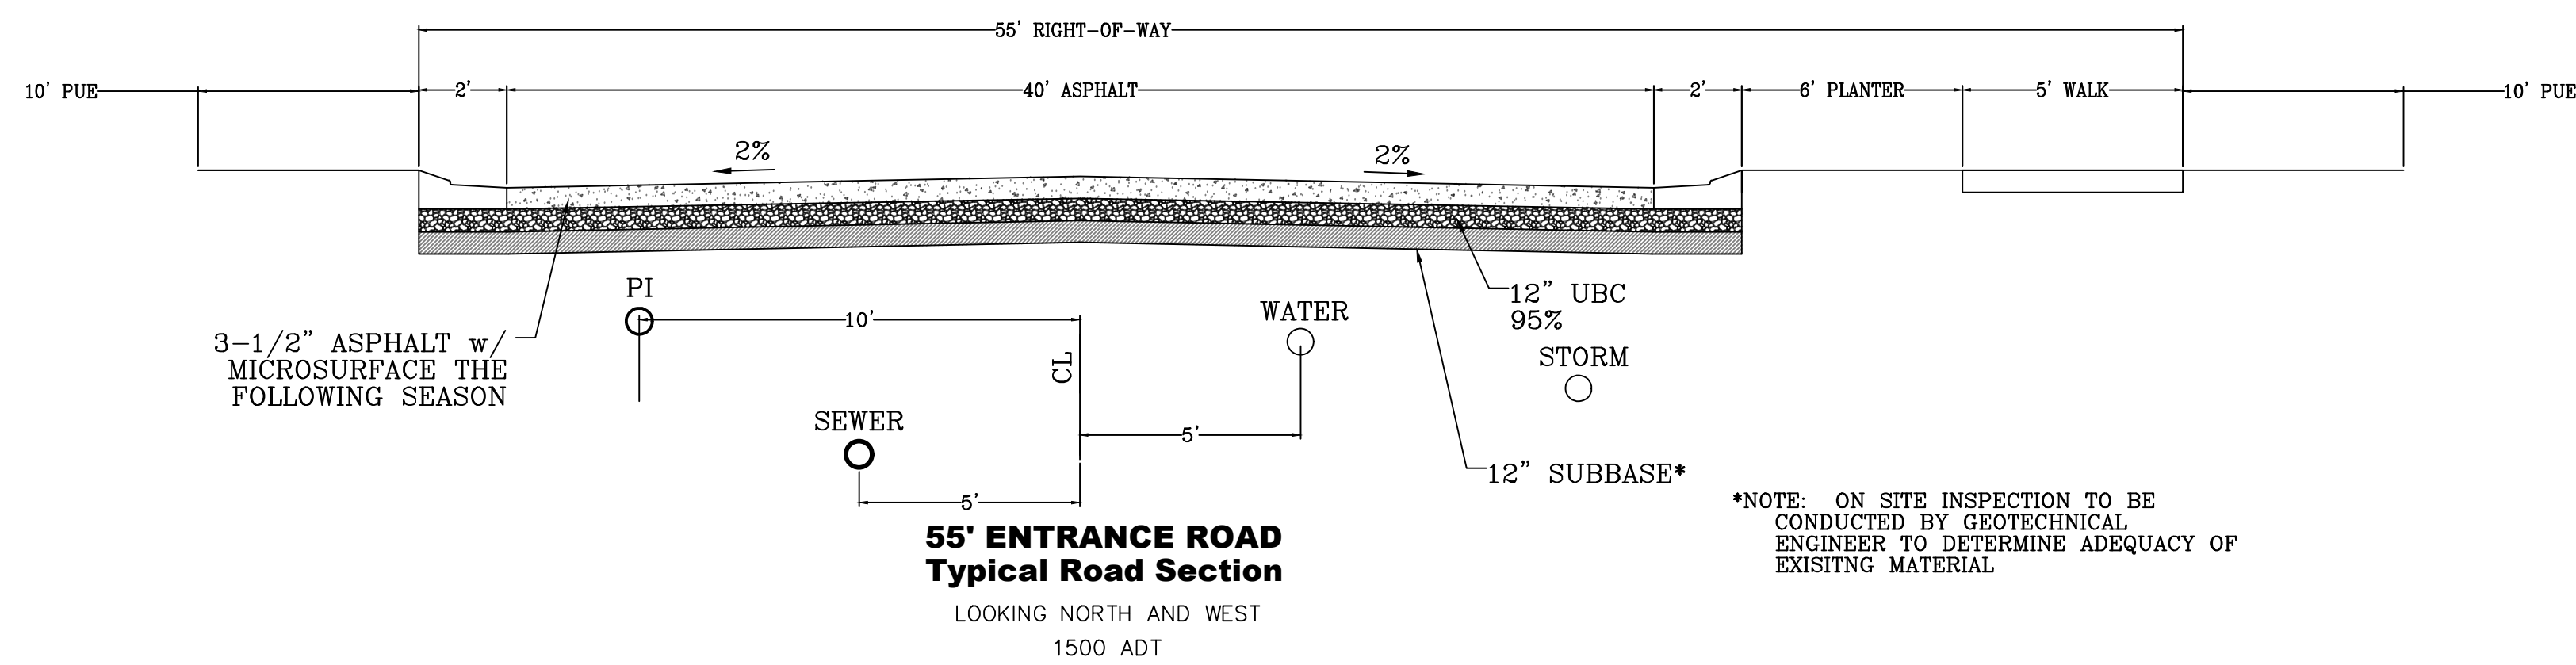 55' RIGHT-OF-WAY
10' PUE
2'
40' ASPHALT
2'
6' PLANTER
5' WALK
10' PUE
2%
2%
PI
10'
CL
WATER
12" UBC
95%
3-1/2" ASPHALT w/
MICROSURFACE THE
FOLLOWING SEASON
STORM
SEWER
5'
5'
12" SUBBASE*
*NOTE: ON SITE INSPECTION TO BE
CONDUCTED BY GEOTECHNICAL
ENGINEER TO DETERMINE ADEQUACY OF
EXISITNG MATERIAL
55' ENTRANCE ROAD
Typical Road Section
LOOKING NORTH AND WEST
1500 ADT